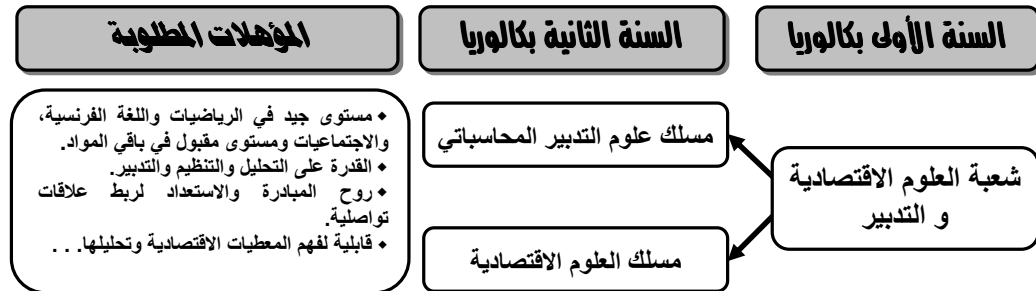 السنة الأولى بكالوريا
السنة الثانية بكالوريا
المؤهلات المطلوبة
شعبة العلوم الاقتصادية
و التدبير
مسلك علوم التدبير المحاسباتي
مسلك العلوم الاقتصادية
♦ مستوى جيد في الرياضيات واللغة الفرنسية،
والاجتماعيات ومستوى مقبول في باقي المواد.
♦ القدرة على التحليل والتنظيم والتدبير.
♦ روح المبادرة والاستعداد لربط علاقات
تواصلية.
♦ قابلية لفهم المعطيات الاقتصادية وتحليلها. . .